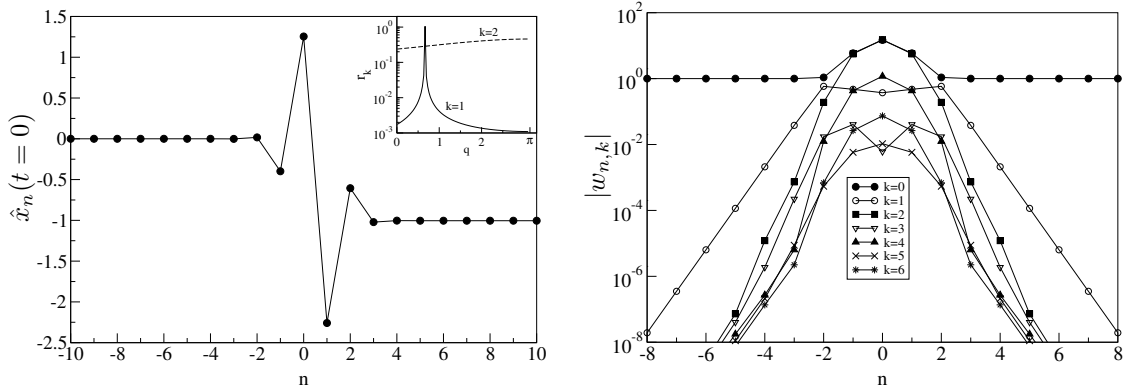 1.5
1
0.5
0
-0.5
-1
-1.5
-2
-2.5
-10 -8 -6 -4 -2 0 2 4 6 8 10
n
x̂_n(t = 0)
10^0
10^-1
10^-2
10^-3
r_k
k=2
k=1
0 2 π
q
10^2
10^0
10^-2
10^-4
10^-6
10^-8
|w_{n,k}|
k=0
k=1
k=2
k=3
k=4
k=5
k=6
-8 -6 -4 -2 0 2 4 6 8
n